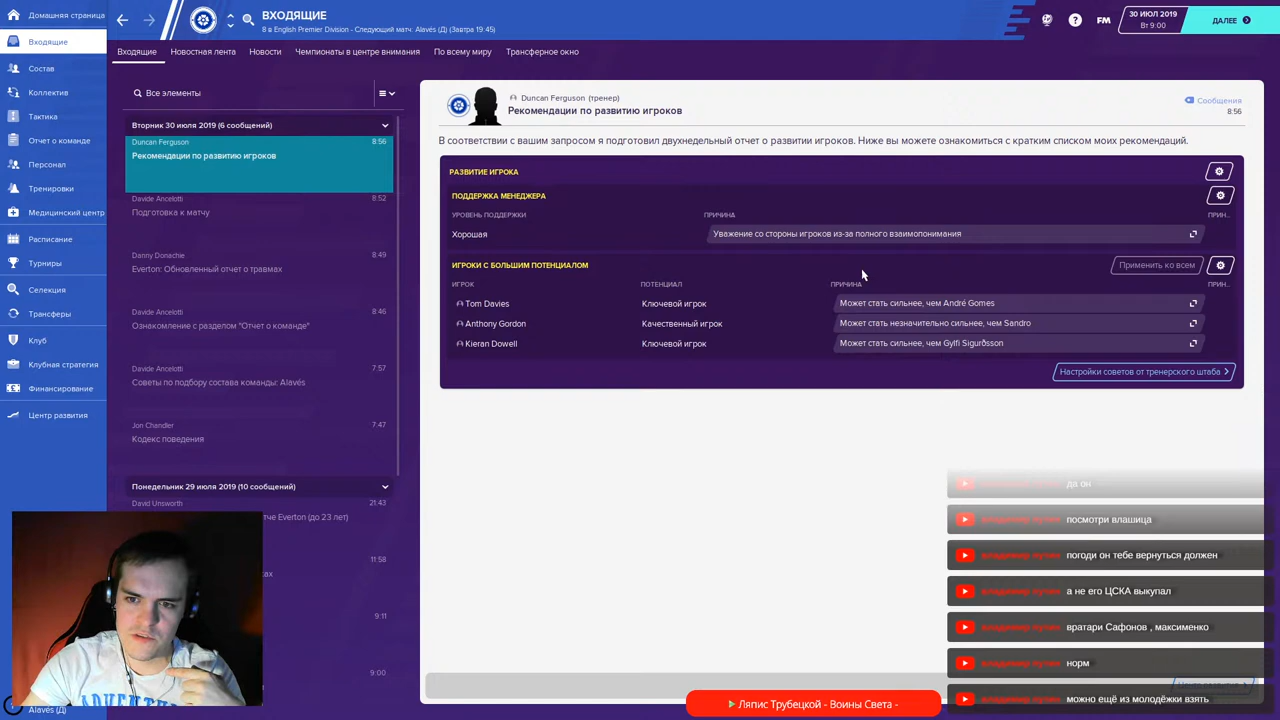 Домашняя страница
Входящие
Состав
Коллектив
Тактика
Отчет о команде
Персонал
Тренировки
Медицинский центр
Расписание
Турниры
Селекция
Трансферы
Клуб
Клубная стратегия
Финансирование
Центр развития
Alavés (Д)
ВХОДЯЩИЕ
8 в English Premier Division - Следующий матч: Alavés (Д) (Завтра 19:45)
FM
30 ИЮЛ 2019
Вт 9:00
ДАЛЕЕ
Входящие Новостная лента Новости Чемпионаты в центре внимания По всему миру Трансферное окно
Все элементы
Вторник 30 июля 2019 (6 сообщений)
Duncan Ferguson 8:56
Рекомендации по развитию игроков
Davide Ancelotti 8:52
Подготовка к матчу
Danny Donachie 8:49
Everton: Обновленный отчет о травмах
Davide Ancelotti 8:46
Ознакомление с разделом "Отчет о команде"
Davide Ancelotti 7:57
Советы по подбору состава команды: Alavés
Jon Chandler 7:47
Кодекс поведения
Понедельник 29 июля 2019 (10 сообщений)
David Unsworth 21:43
тче Everton (до 23 лет)
11:58
9:11
9:00
Duncan Ferguson (тренер)
Рекомендации по развитию игроков
Сообщения
8:56
В соответствии с вашим запросом я подготовил двухнедельный отчет о развитии игроков. Ниже вы можете ознакомиться с кратким списком моих рекомендаций.
РАЗВИТИЕ ИГРОКА
ПОДДЕРЖКА МЕНЕДЖЕРА
УРОВЕНЬ ПОДДЕРЖКИ ПРИЧИНА ПРИН...
Хорошая Уважение со стороны игроков из-за полного взаимопонимания
ИГРОКИ С БОЛЬШИМ ПОТЕНЦИАЛОМ Применить ко всем
ИГРОК ПОТЕНЦИАЛ ПРИЧИНА ПРИН...
Tom Davies Ключевой игрок Может стать сильнее, чем André Gomes
Anthony Gordon Качественный игрок Может стать незначительно сильнее, чем Sandro
Kieran Dowell Ключевой игрок Может стать сильнее, чем Gylfi Sigurðsson
Настройки советов от тренерского штаба
да он
посмотри влашица
погоди он тебе вернуться должен
а не его ЦСКА выкупал
вратари Сафонов , максименко
норм
можно ещё из молодёжки взять
Ляпис Трубецкой - Воины Света -